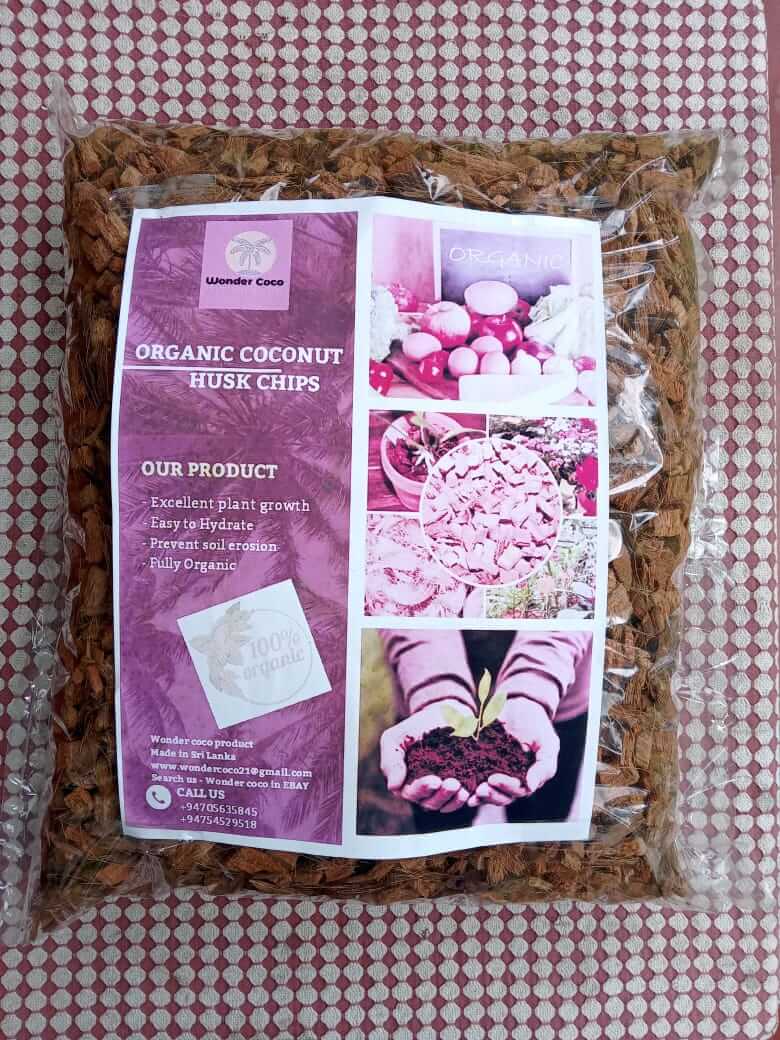 Wonder Coco
ORGANIC COCONUT
HUSK CHIPS
OUR PRODUCT
- Excellent plant growth
- Easy to Hydrate
- Prevent soil erosion
- Fully Organic
100%
organic
Wonder coco product
Made in Sri Lanka
www.wondercoco21@gmail.com
Search us - Wonder coco in EBAY
CALL US
+94705635845
+94754529518
ORGANIC